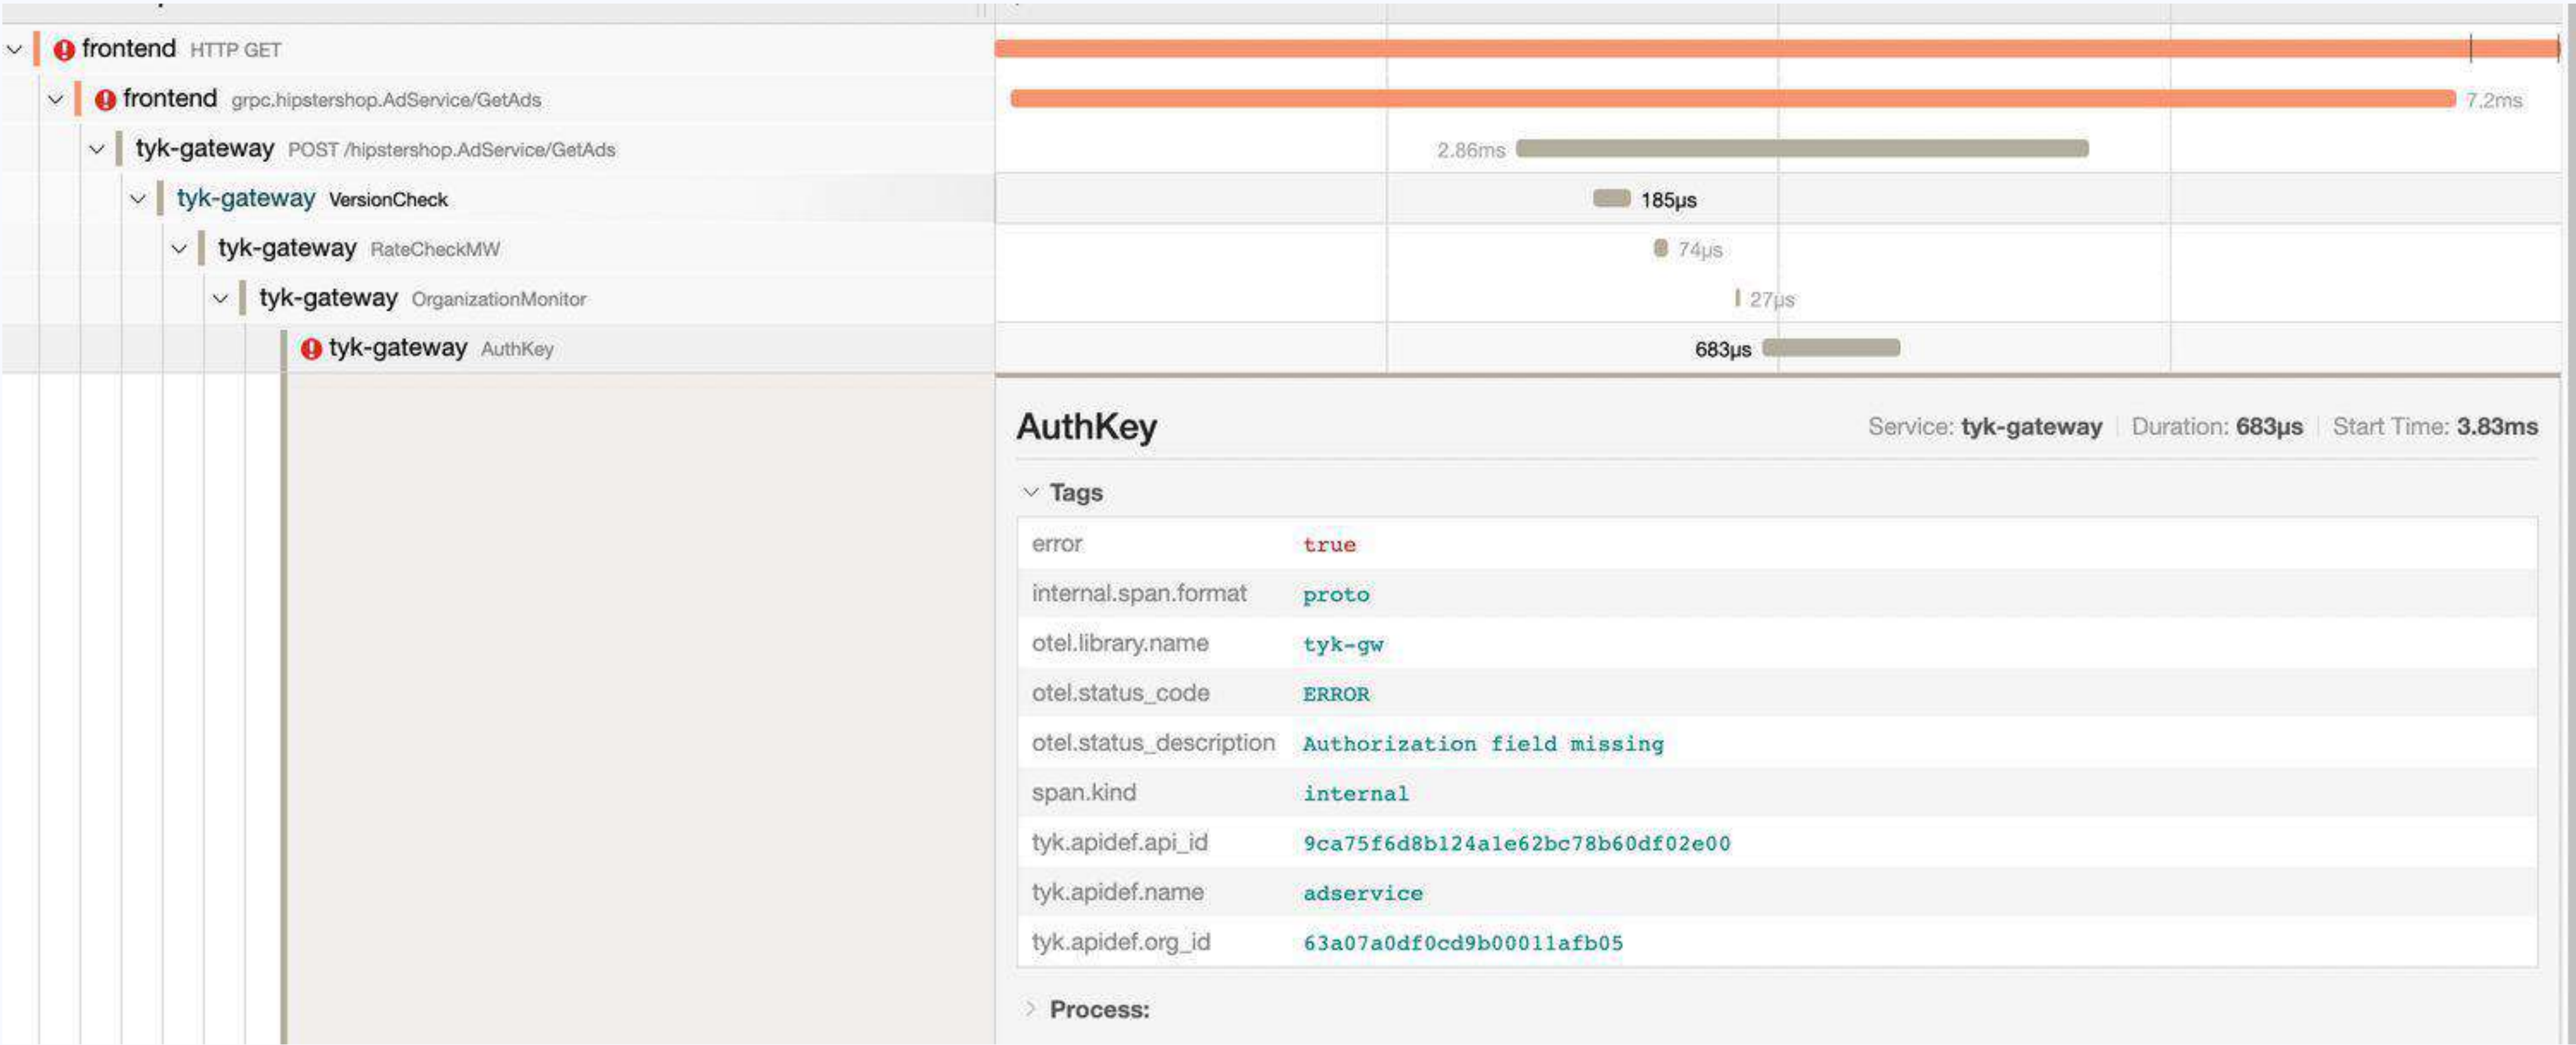 frontend HTTP GET
frontend grpc.hipstershop.AdService/GetAds 7.2ms
tyk-gateway POST /hipstershop.AdService/GetAds 2.86ms
tyk-gateway VersionCheck 185µs
tyk-gateway RateCheckMW 74µs
tyk-gateway OrganizationMonitor 27µs
tyk-gateway AuthKey 683µs
AuthKey Service: tyk-gateway Duration: 683µs Start Time: 3.83ms
Tags
error true
internal.span.format proto
otel.library.name tyk-gw
otel.status_code ERROR
otel.status_description Authorization field missing
span.kind internal
tyk.apidef.api_id 9ca75f6d8b124a1e62bc78b60df02e00
tyk.apidef.name adservice
tyk.apidef.org_id 63a07a0df0cd9b00011afb05
Process: